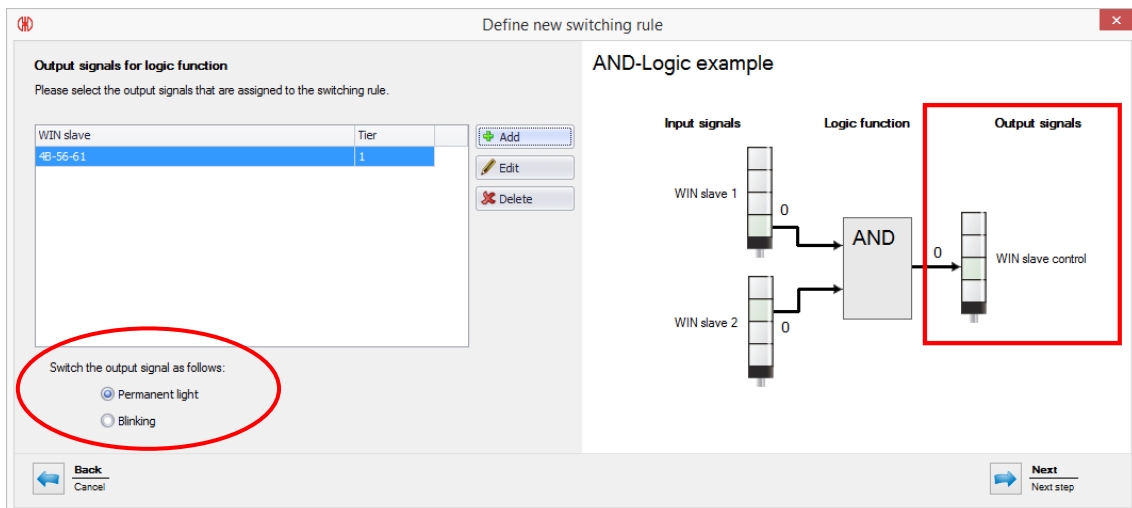 Define new switching rule
Output signals for logic function
Please select the output signals that are assigned to the switching rule.
WIN slave Tier
4B-56-61 1
Add
Edit
Delete
Switch the output signal as follows:
Permanent light
Blinking
AND-Logic example
Input signals Logic function Output signals
WIN slave 1
0
AND
0
WIN slave control
WIN slave 2
0
Back
Cancel
Next
Next step